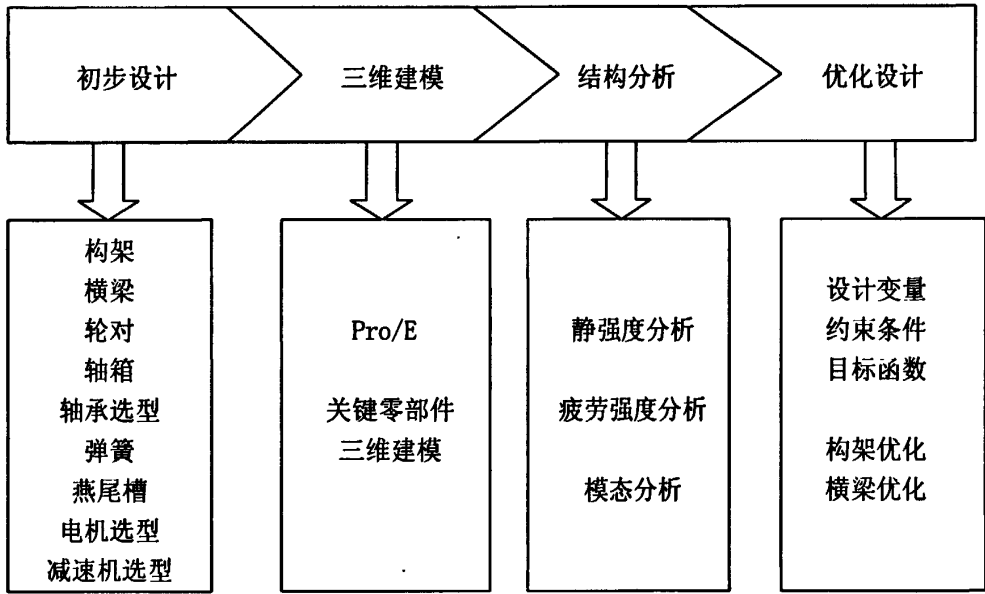 初步设计
三维建模
结构分析
优化设计
构架
横梁
轮对
轴箱
轴承选型
弹簧
燕尾槽
电机选型
减速机选型
Pro/E
关键零部件
三维建模
静强度分析
疲劳强度分析
模态分析
设计变量
约束条件
目标函数
构架优化
横梁优化